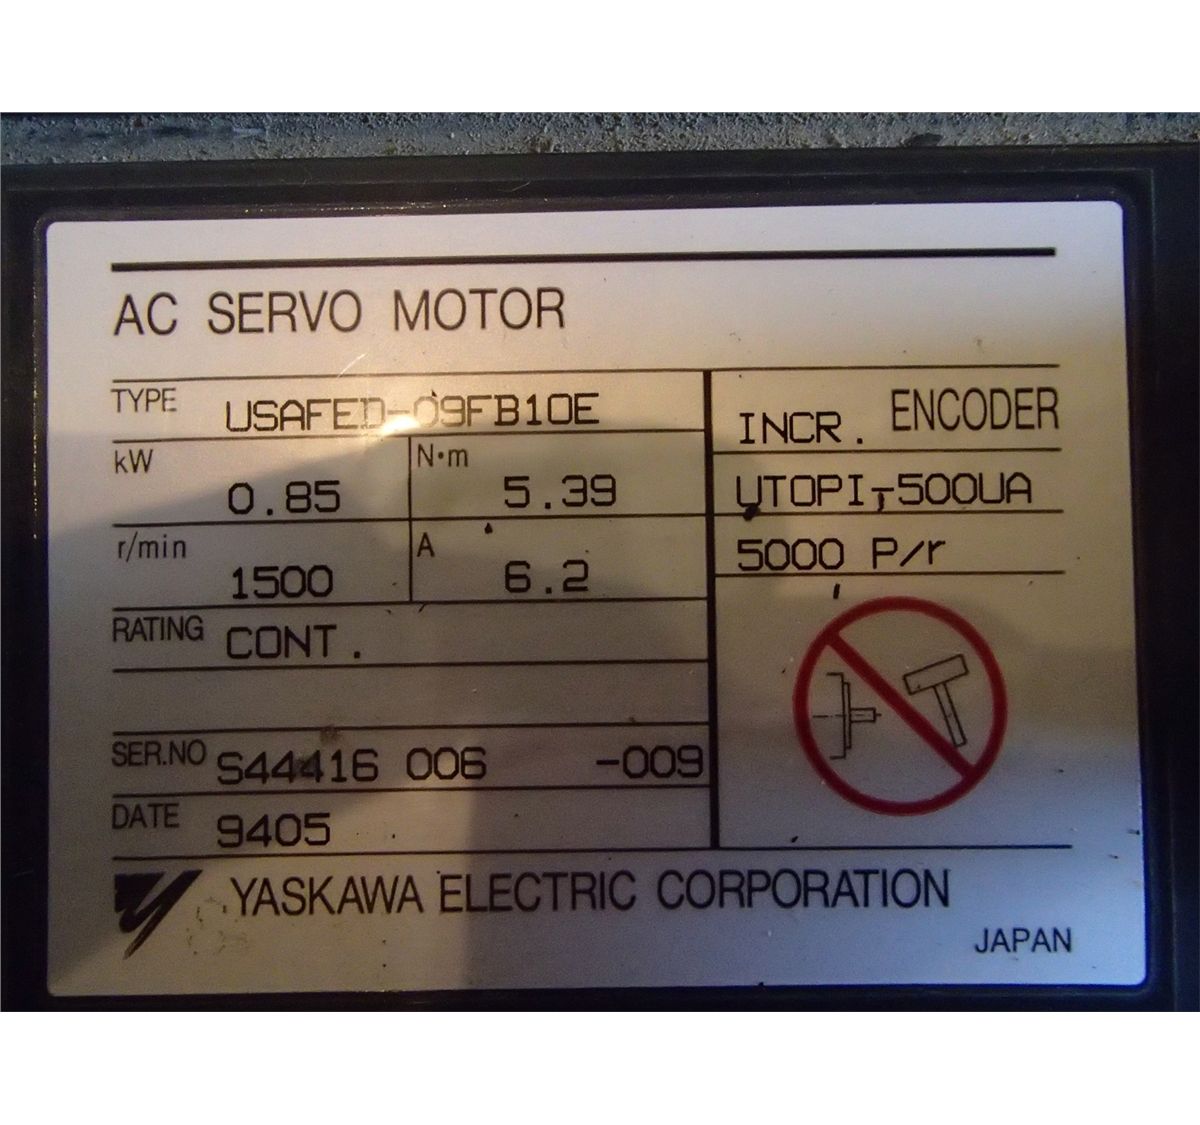 AC SERVO MOTOR
TYPE USAFED-09FB10E
kW 0.85 N·m 5.39
r/min 1500 A 6.2
RATING CONT.
SER.NO S44416 006 -009
DATE 9405
INCR. ENCODER
UTOPI-500UA
5000 P/r
YASKAWA ELECTRIC CORPORATION
JAPAN